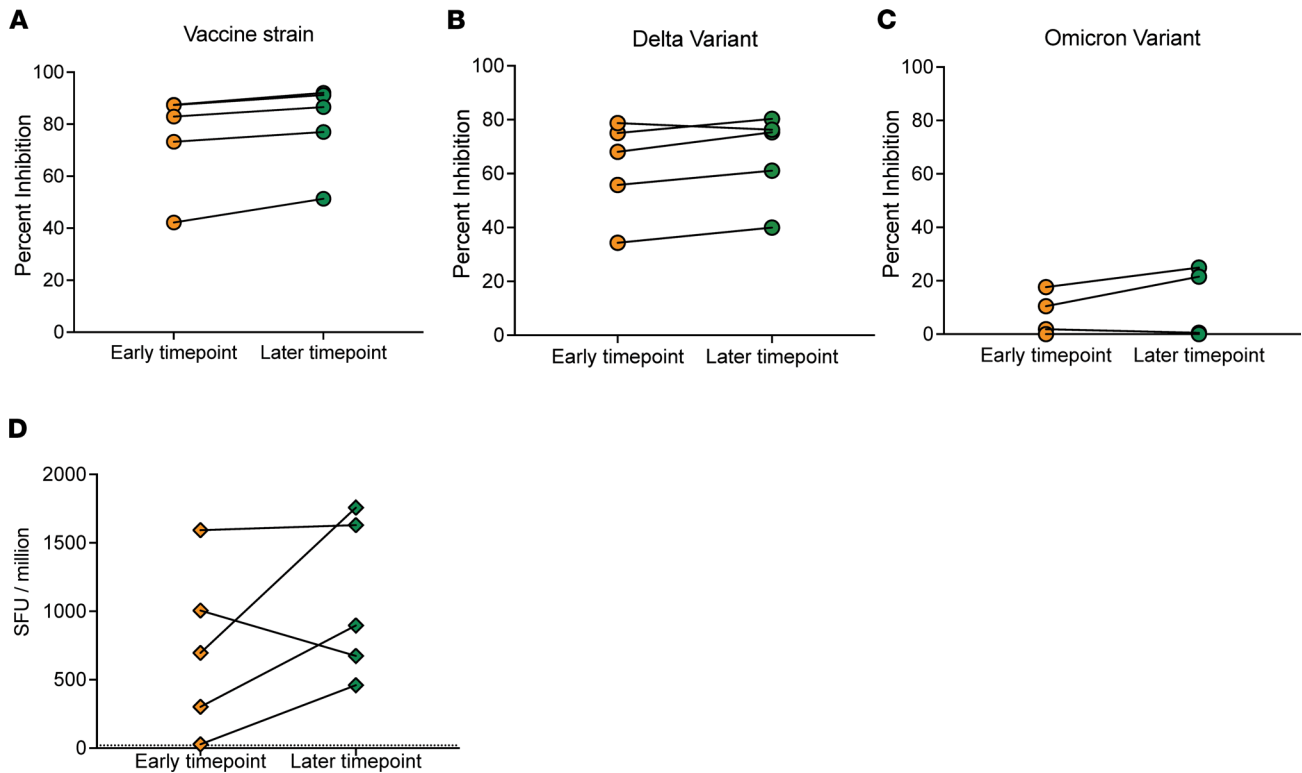 A
Vaccine strain
Percent Inhibition
100
80
60
40
20
0
Early timepoint Later timepoint
B
Delta Variant
Percent Inhibition
100
80
60
40
20
0
Early timepoint Later timepoint
C
Omicron Variant
Percent Inhibition
100
80
60
40
20
0
Early timepoint Later timepoint
D
SFU / million
2000
1500
1000
500
0
Early timepoint Later timepoint